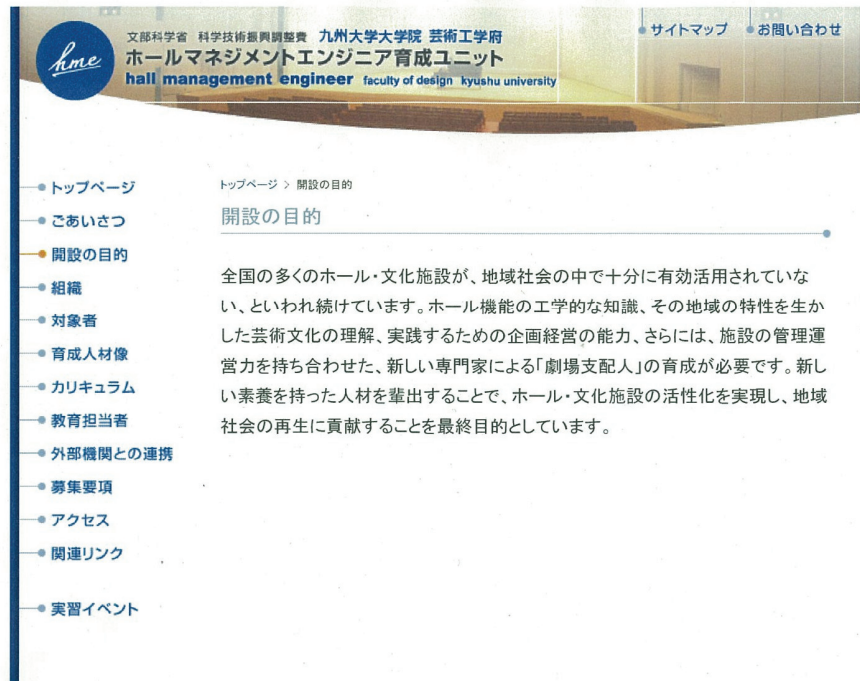 サイトマップ お問い合わせ
hme
文部科学省 科学技術振興調整費 九州大学大学院 芸術工学府
ホールマネジメントエンジニア育成ユニット
hall management engineer faculty of design kyushu university
トップページ
ごあいさつ
開設の目的
組織
対象者
育成人材像
カリキュラム
教育担当者
外部機関との連携
募集要項
アクセス
関連リンク
実習イベント
トップページ > 開設の目的
開設の目的
全国の多くのホール・文化施設が、地域社会の中で十分に有効活用されていな
い、といわれ続けています。ホール機能の工学的な知識、その地域の特性を生か
した芸術文化の理解、実践するための企画経営の能力、さらには、施設の管理運
営力を持ち合わせた、新しい専門家による「劇場支配人」の育成が必要です。新し
い素養を持った人材を輩出することで、ホール・文化施設の活性化を実現し、地域
社会の再生に貢献することを最終目的としています。